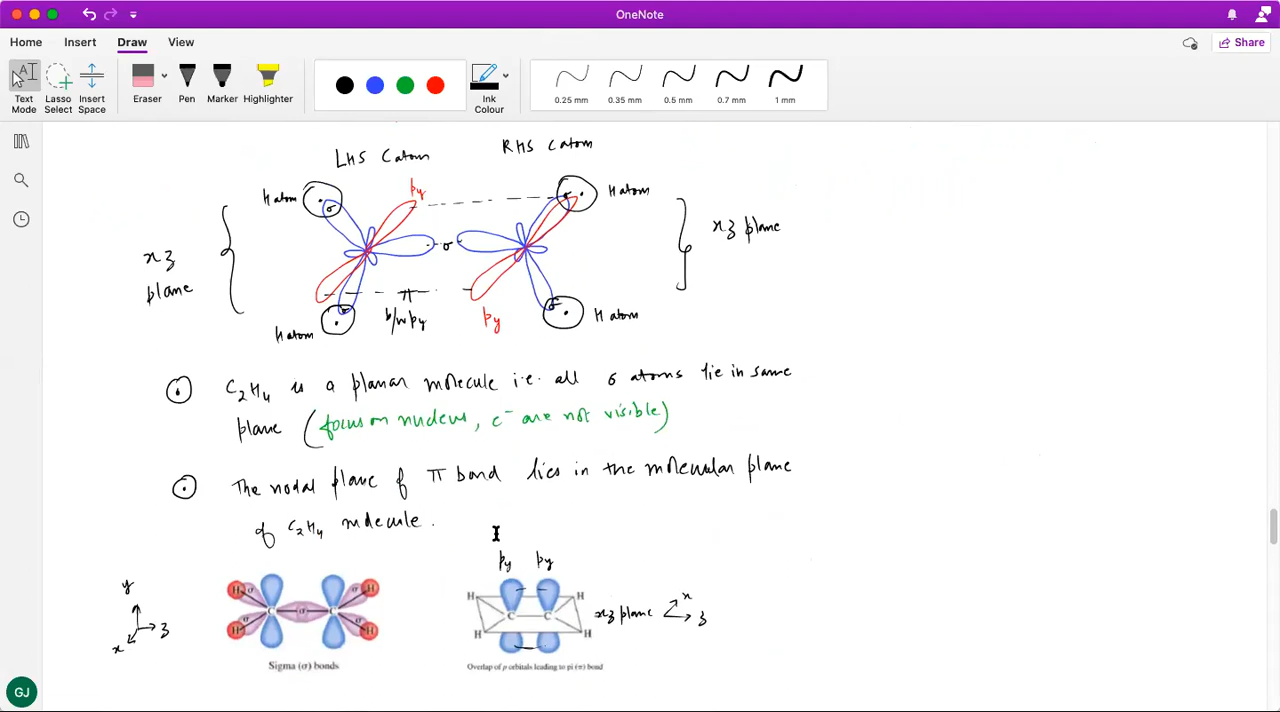 OneNote
Home Insert Draw View
Share
Text Mode
Lasso Select
Insert Space
Eraser
Pen
Marker
Highlighter
Ink Colour
0.25 mm 0.35 mm 0.5 mm 0.7 mm 1 mm
LHS C atom
RHS C atom
H atom
σ
py
σ
H atom
xz plane
σ
xz plane
H atom
σ
π
b/w py
py
σ
H atom
C2H4 is a planar molecule i.e. all 6 atoms lie in same
plane (focus on nucleus, e- are not visible)
The nodal plane of π bond lies in the molecular plane
of C2H4 molecule.
y
z
x
H σ C σ C σ H
H σ σ H
Sigma (σ) bonds
py py
H H
C C
H H
xz plane
x
z
Overlap of p orbitals leading to pi (π) bond
GJ